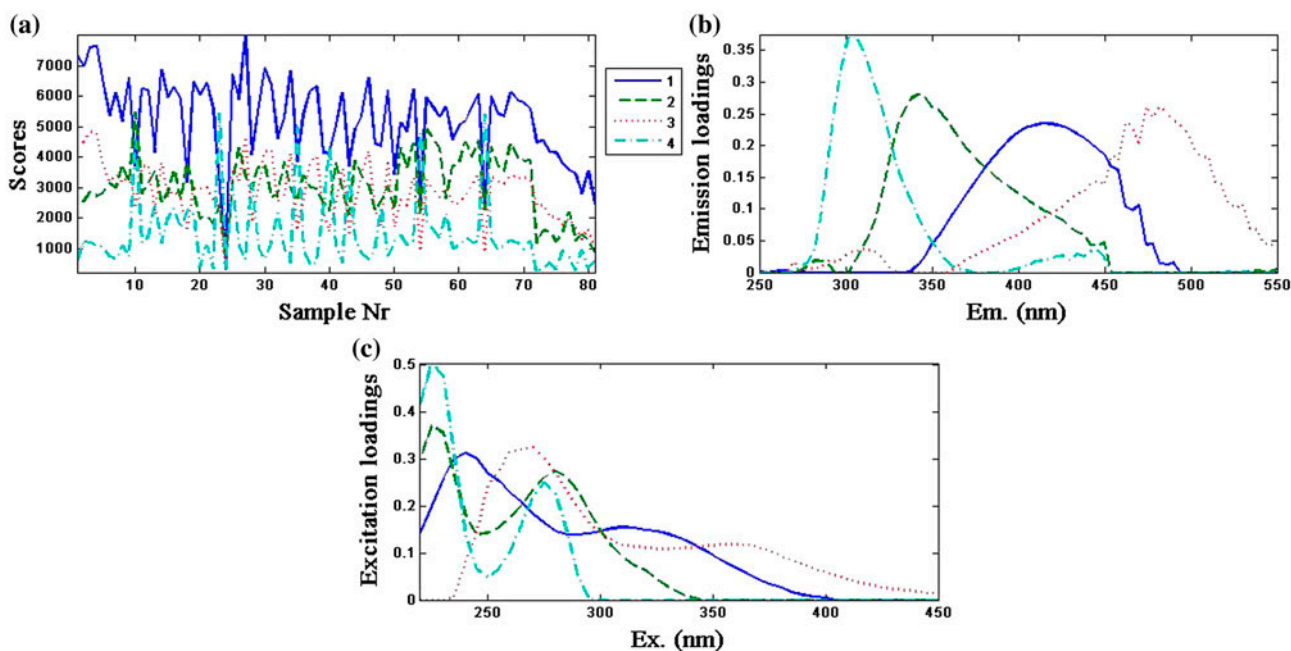 (a)
Scores
7000
6000
5000
4000
3000
2000
1000
10 20 30 40 50 60 70 80
Sample Nr
1
2
3
4
(b)
Emission loadings
0.35
0.3
0.25
0.2
0.15
0.1
0.05
0
250 300 350 400 450 500 550
Em. (nm)
(c)
Excitation loadings
0.5
0.4
0.3
0.2
0.1
0
250 300 350 400 450
Ex. (nm)